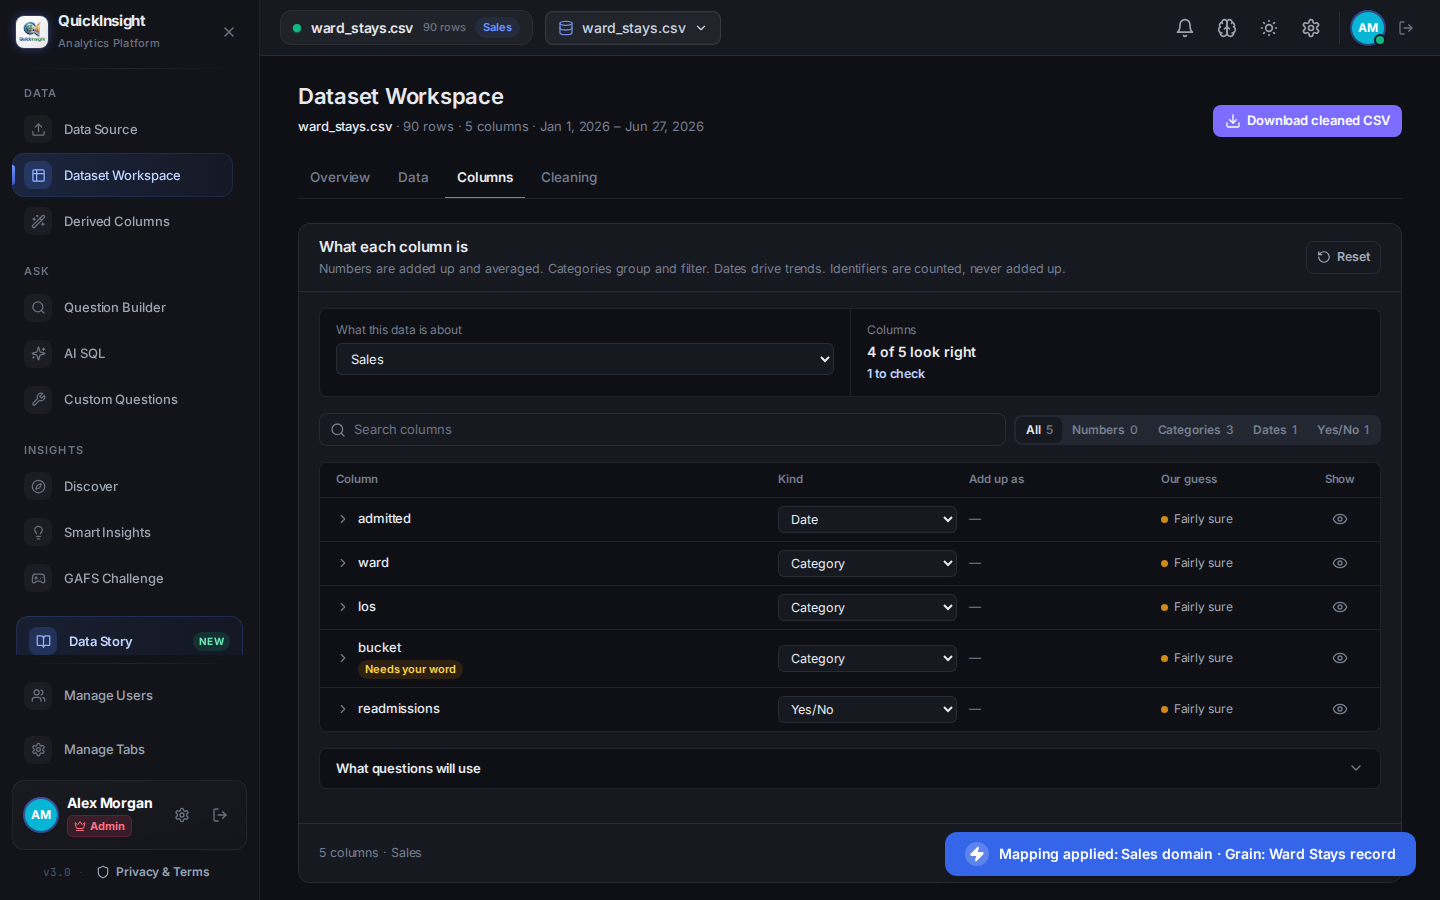 QuickInsight
Analytics Platform
DATA
Data Source
Dataset Workspace
Derived Columns
ASK
Question Builder
AI SQL
Custom Questions
INSIGHTS
Discover
Smart Insights
GAFS Challenge
Data Story NEW
Manage Users
Manage Tabs
AM Alex Morgan
Admin
v3.0 · Privacy & Terms
ward_stays.csv 90 rows Sales ward_stays.csv
AM
Dataset Workspace
ward_stays.csv · 90 rows · 5 columns · Jan 1, 2026 – Jun 27, 2026
Download cleaned CSV
Overview Data Columns Cleaning
What each column is
Numbers are added up and averaged. Categories group and filter. Dates drive trends. Identifiers are counted, never added up.
Reset
What this data is about
Sales
Columns
4 of 5 look right
1 to check
Search columns
All 5 Numbers 0 Categories 3 Dates 1 Yes/No 1
Column Kind Add up as Our guess Show
admitted Date — Fairly sure
ward Category — Fairly sure
los Category — Fairly sure
bucket Category — Fairly sure
Needs your word
readmissions Yes/No — Fairly sure
What questions will use
5 columns · Sales
Mapping applied: Sales domain · Grain: Ward Stays record